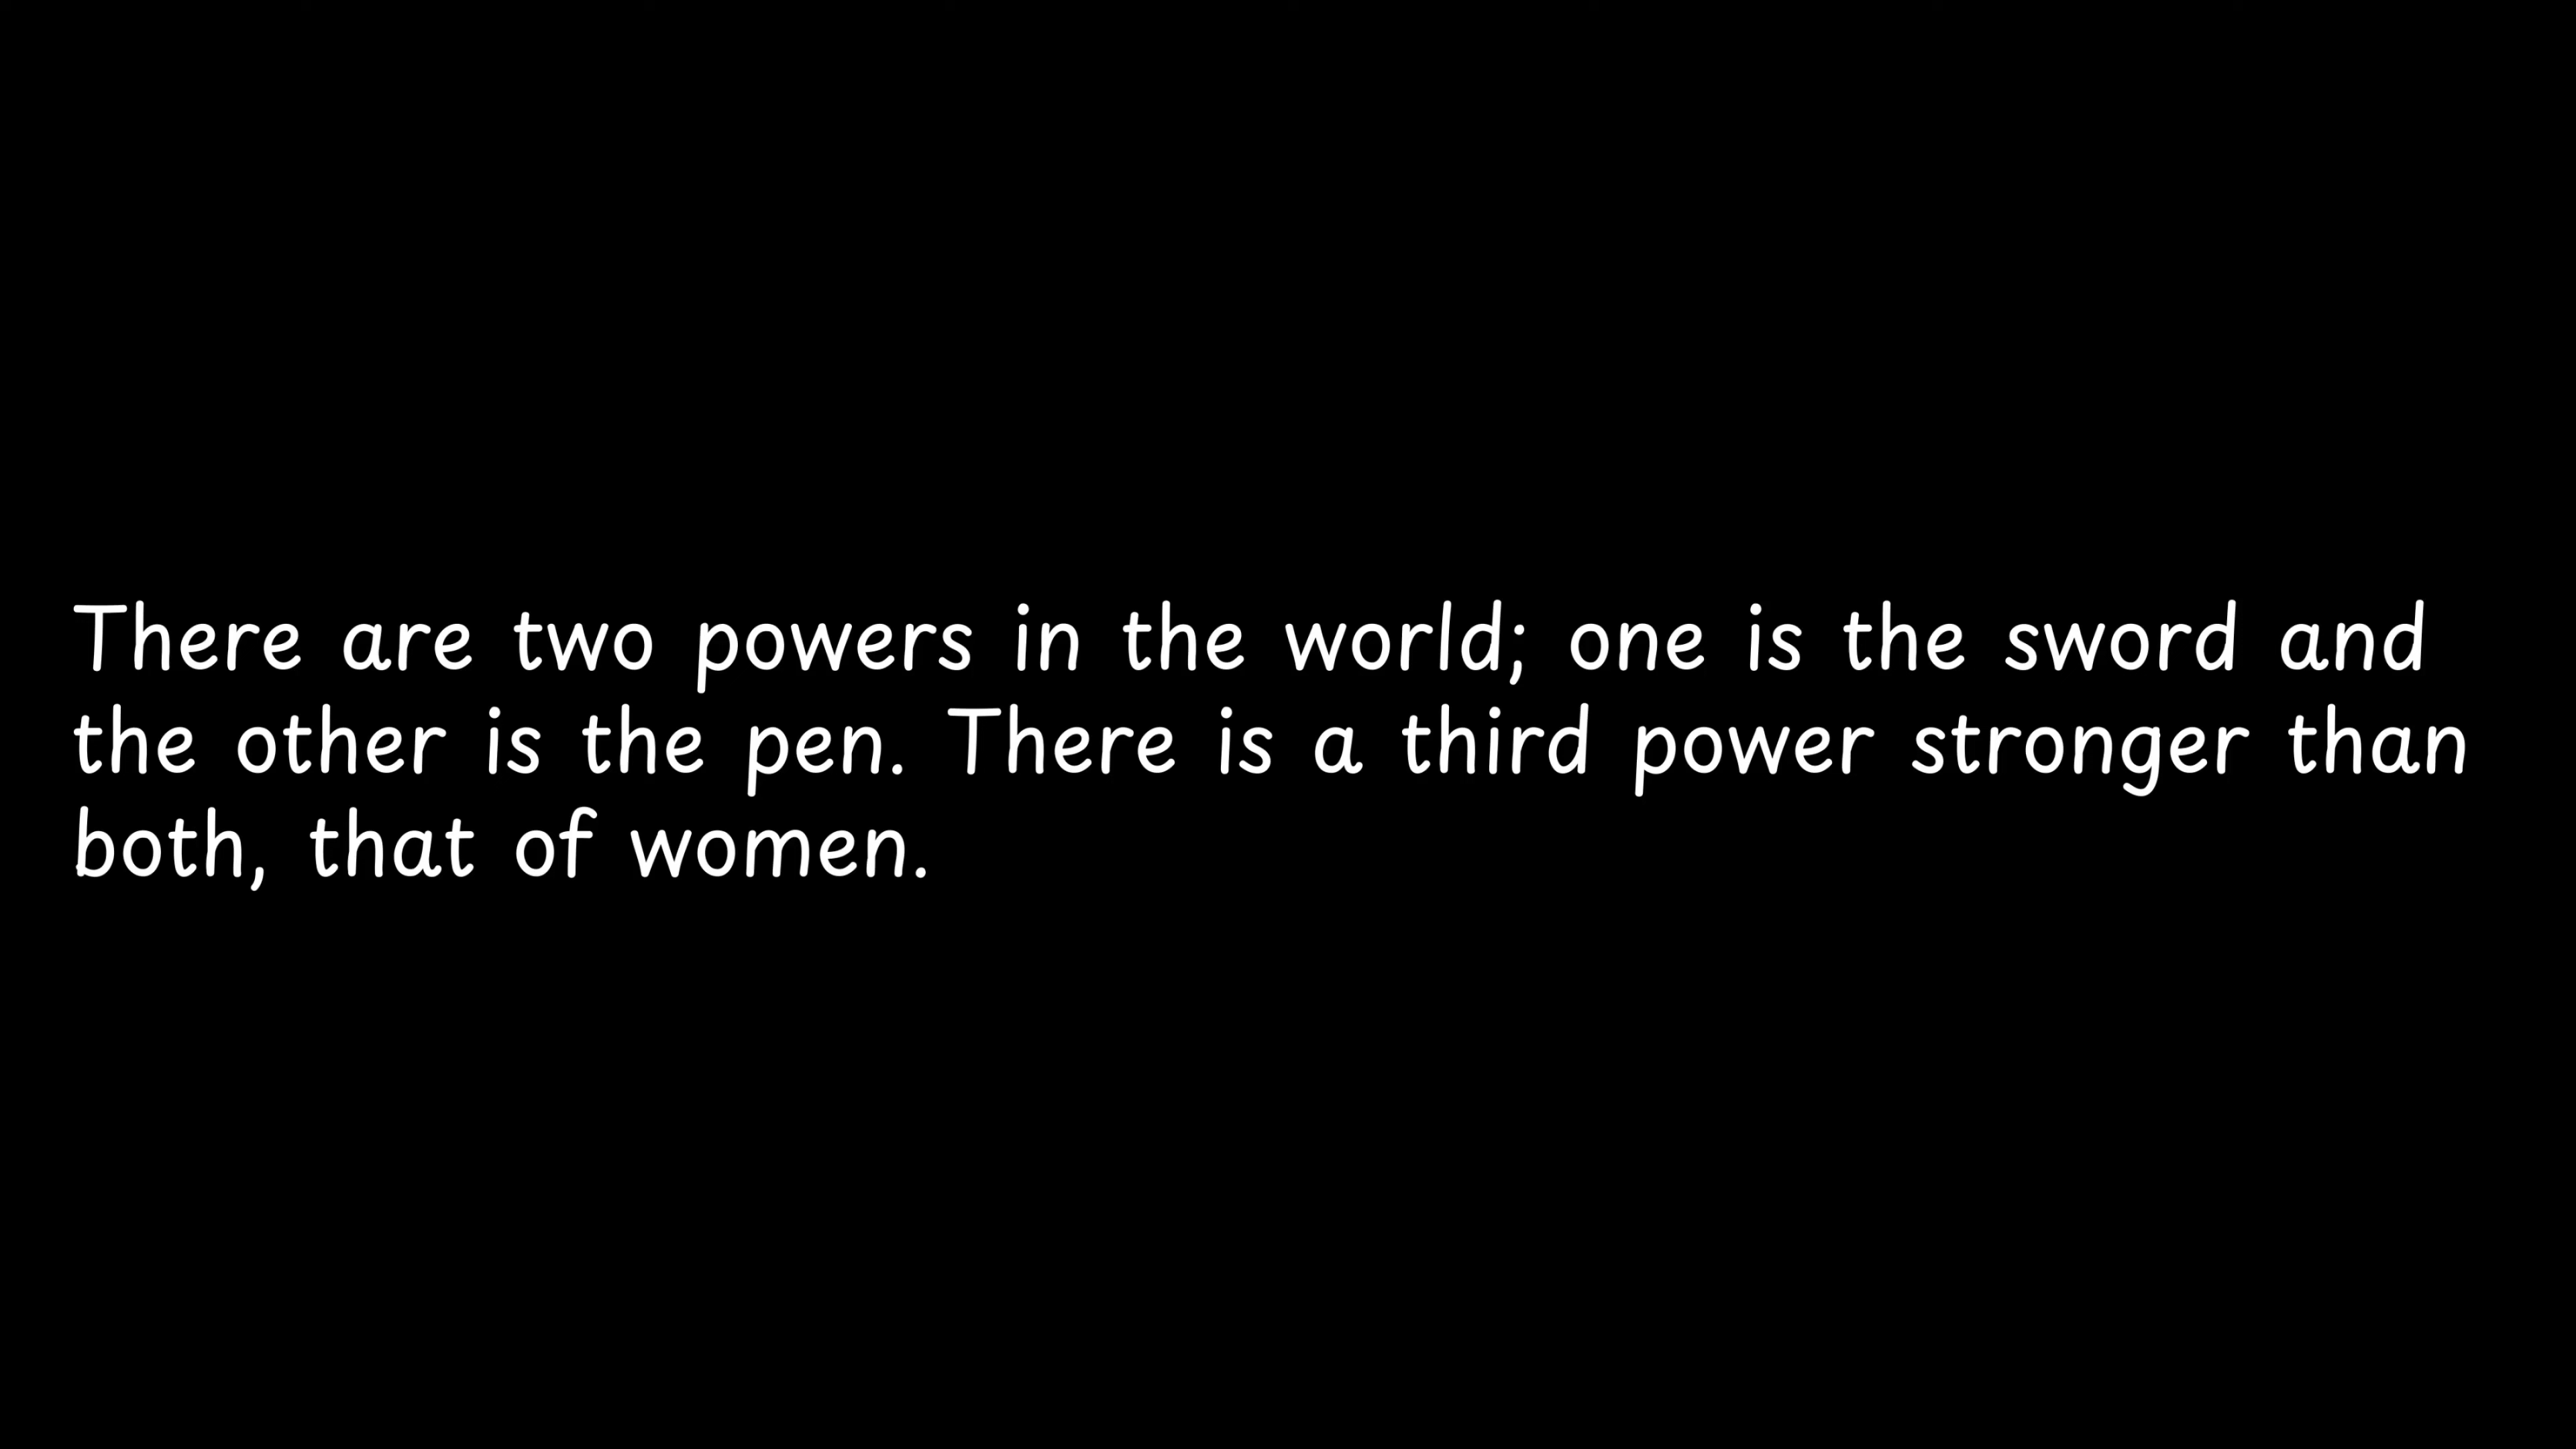 There are two powers in the world; one is the sword and
the other is the pen. There is a third power stronger than
both, that of women.